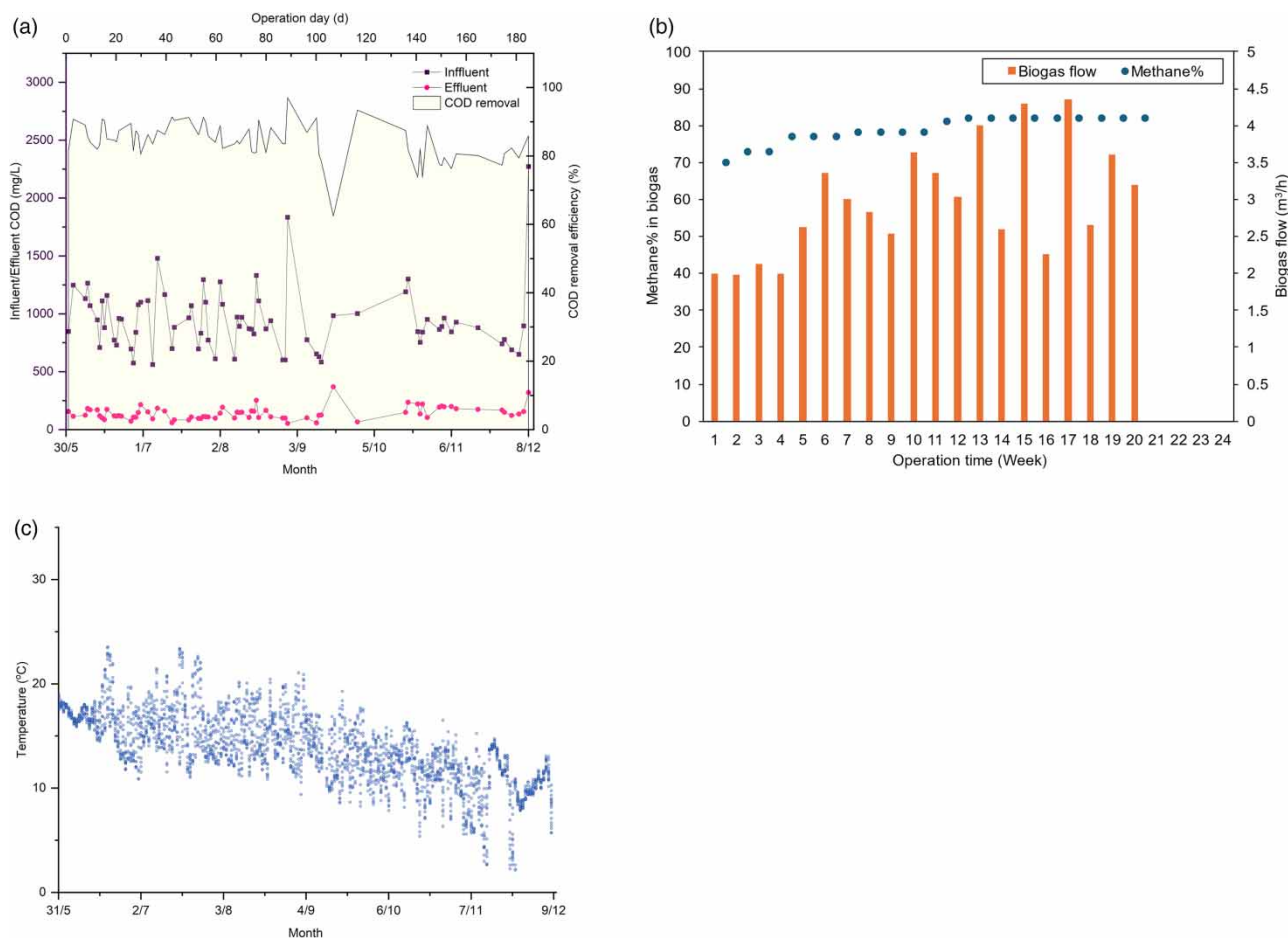 (a)
Operation day (d)
0 20 40 60 80 100 120 140 160 180
Inffluent
Effluent
COD removal
Influent/Effluent COD (mg/L)
3000
2500
2000
1500
1000
500
0
100
80
60
40
20
0
COD removal efficiency (%)
30/5 1/7 2/8 3/9 5/10 6/11 8/12
Month
(b)
Biogas flow Methane%
Methane% in biogas
100
90
80
70
60
50
40
30
20
10
0
5
4.5
4
3.5
3
2.5
2
1.5
1
0.5
0
Biogas flow (m³/h)
1 2 3 4 5 6 7 8 9 10 11 12 13 14 15 16 17 18 19 20 21 22 23 24
Operation time (Week)
(c)
Temperature (°C)
30
20
10
0
31/5 2/7 3/8 4/9 6/10 7/11 9/12
Month